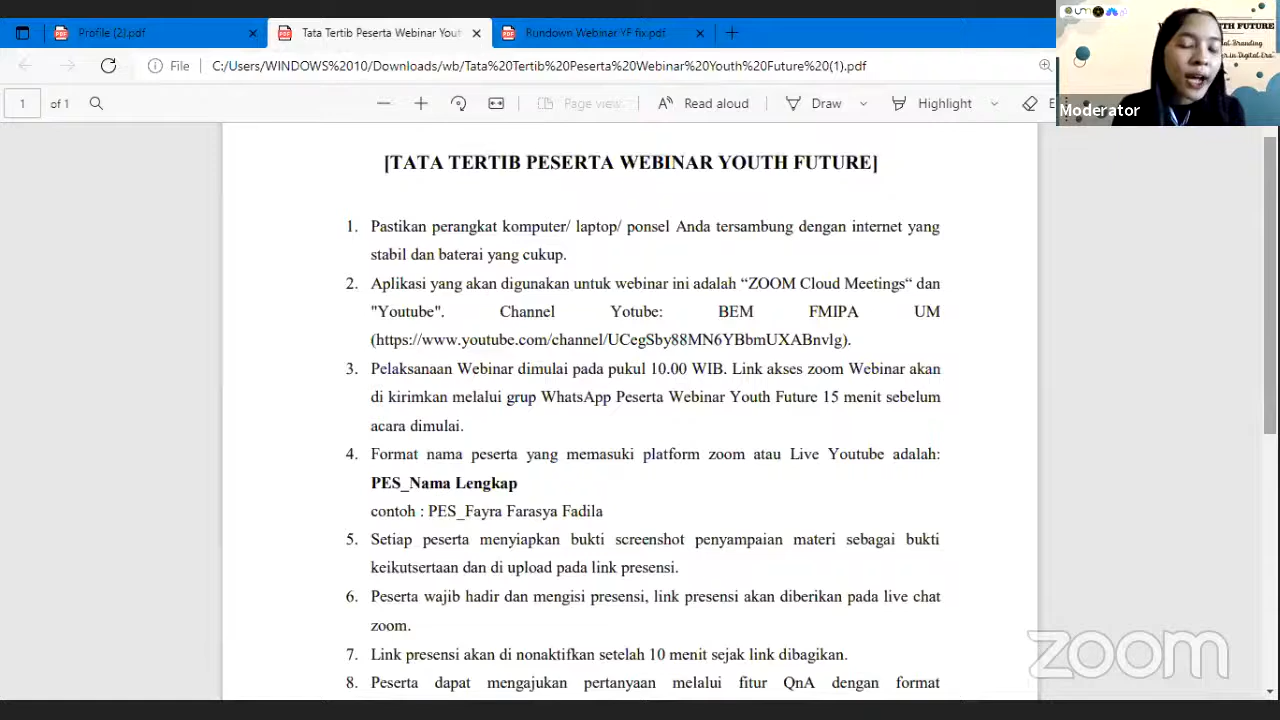 Profile (2).pdf
Tata Tertib Peserta Webinar Yout
Rundown Webinar YF fix.pdf
File
C:/Users/WINDOWS%2010/Downloads/wb/Tata%20Tertib%20Peserta%20Webinar%20Youth%20Future%20(1).pdf
1 of 1
Page view
Read aloud
Draw
Highlight
TH FUTURE
Branding
in Digital Era"
Moderator
[TATA TERTIB PESERTA WEBINAR YOUTH FUTURE]
1. Pastikan perangkat komputer/ laptop/ ponsel Anda tersambung dengan internet yang
stabil dan baterai yang cukup.
2. Aplikasi yang akan digunakan untuk webinar ini adalah “ZOOM Cloud Meetings“ dan
"Youtube". Channel Yotube: BEM FMIPA UM
(https://www.youtube.com/channel/UCegSby88MN6YBbmUXABnvlg).
3. Pelaksanaan Webinar dimulai pada pukul 10.00 WIB. Link akses zoom Webinar akan
di kirimkan melalui grup WhatsApp Peserta Webinar Youth Future 15 menit sebelum
acara dimulai.
4. Format nama peserta yang memasuki platform zoom atau Live Youtube adalah:
PES_Nama Lengkap
contoh : PES_Fayra Farasya Fadila
5. Setiap peserta menyiapkan bukti screenshot penyampaian materi sebagai bukti
keikutsertaan dan di upload pada link presensi.
6. Peserta wajib hadir dan mengisi presensi, link presensi akan diberikan pada live chat
zoom.
7. Link presensi akan di nonaktifkan setelah 10 menit sejak link dibagikan.
8. Peserta dapat mengajukan pertanyaan melalui fitur QnA dengan format
zoom